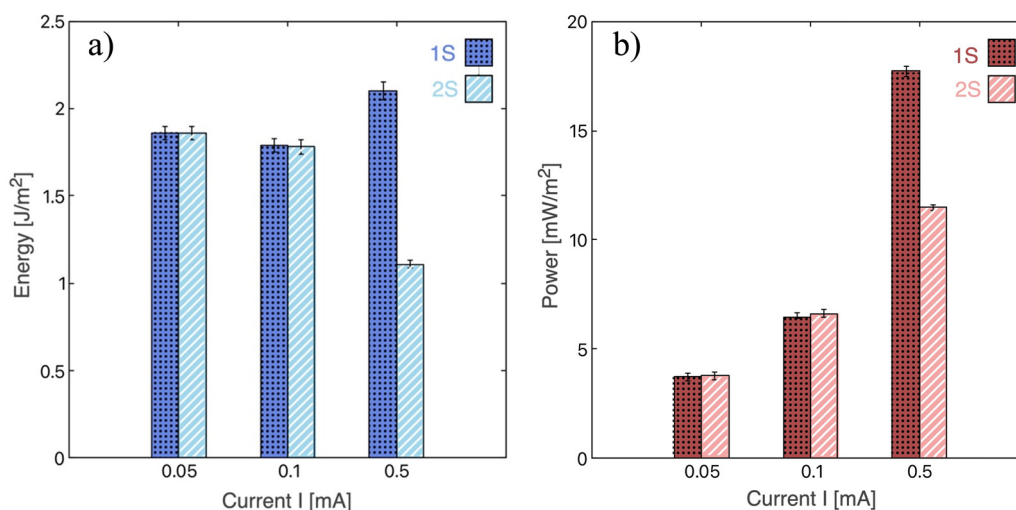 a)
1S
2S
2.5
2
1.5
1
0.5
0
Energy [J/m²]
0.05 0.1 0.5
Current I [mA]
b)
1S
2S
20
15
10
5
0
Power [mW/m²]
0.05 0.1 0.5
Current I [mA]